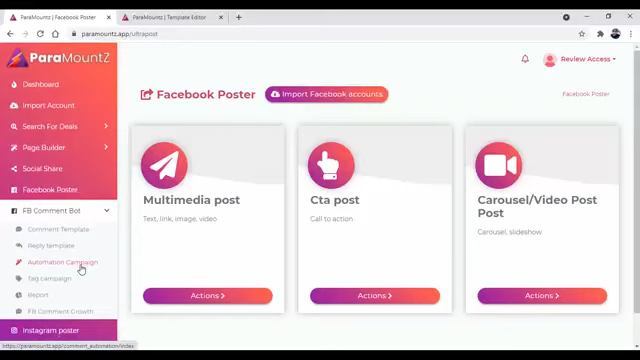 ParaMountz | Facebook Poster
ParaMountz | Template Editor
paramountz.app/ultrapost
ParaMountZ
Review Access
Dashboard
Import Account
Search For Deals
Page Builder
Social Share
Facebook Poster
FB Comment Bot
Comment Template
Reply template
Automation Campaign
Tag campaign
Report
FB Comment Growth
Instagram poster
Facebook Poster
Import Facebook accounts
Facebook Poster
Multimedia post
Text, link, image, video
Actions
Cta post
Call to action
Actions
Carousel/Video Post
Post
Carousel, slideshow
Actions
https://paramountz.app/comment_automation/index